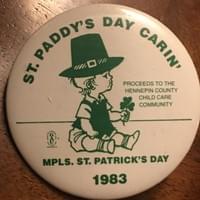 ST. PADDY'S DAY CARIN'
PROCEEDS TO THE
HENNEPIN COUNTY
CHILD CARE
COMMUNITY
MPLS. ST. PATRICK'S DAY
1983